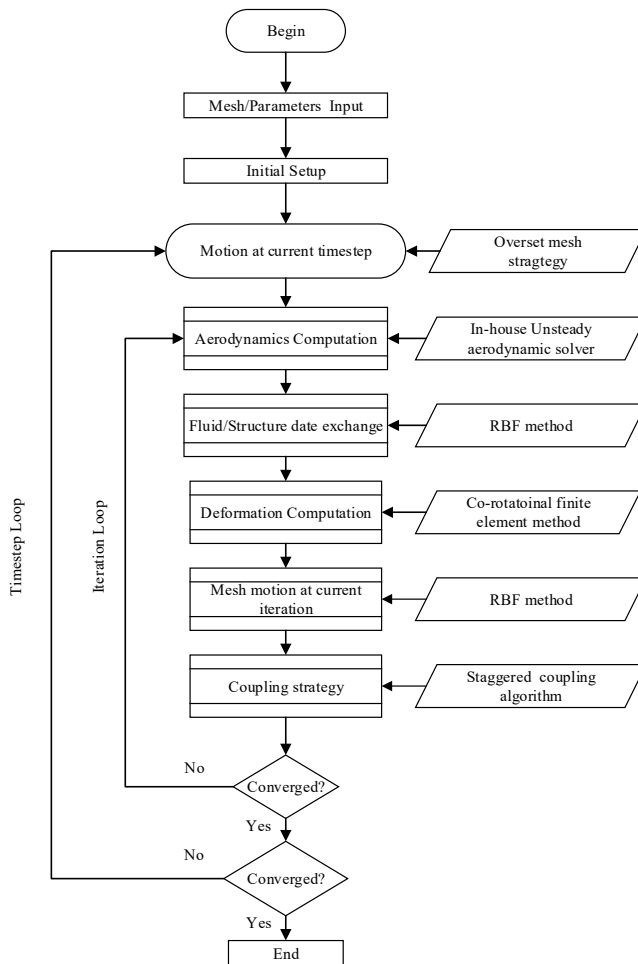 Begin
Mesh/Parameters Input
Initial Setup
Motion at current timestep
Overset mesh
stragtegy
Aerodynamics Computation
In-house Unsteady
aerodynamic solver
Fluid/Structure date exchange
RBF method
Deformation Computation
Co-rotatoinal finite
element method
Mesh motion at current
iteration
RBF method
Coupling strategy
Staggered coupling
algorithm
Timestep Loop
Iteration Loop
No
Converged?
Yes
No
Converged?
Yes
End